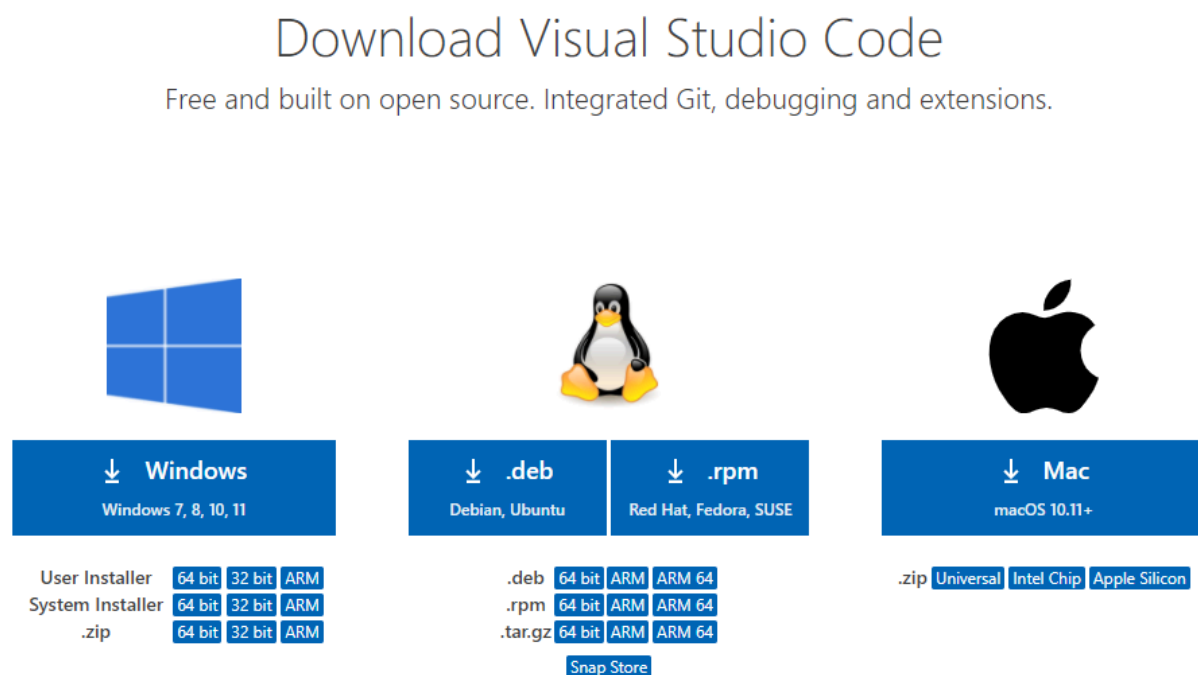 Download Visual Studio Code
Free and built on open source. Integrated Git, debugging and extensions.
Windows
Windows 7, 8, 10, 11
.deb
Debian, Ubuntu
.rpm
Red Hat, Fedora, SUSE
Mac
macOS 10.11+
User Installer 64 bit 32 bit ARM
System Installer 64 bit 32 bit ARM
.zip 64 bit 32 bit ARM
.deb 64 bit ARM ARM 64
.rpm 64 bit ARM ARM 64
.tar.gz 64 bit ARM ARM 64
Snap Store
.zip Universal Intel Chip Apple Silicon